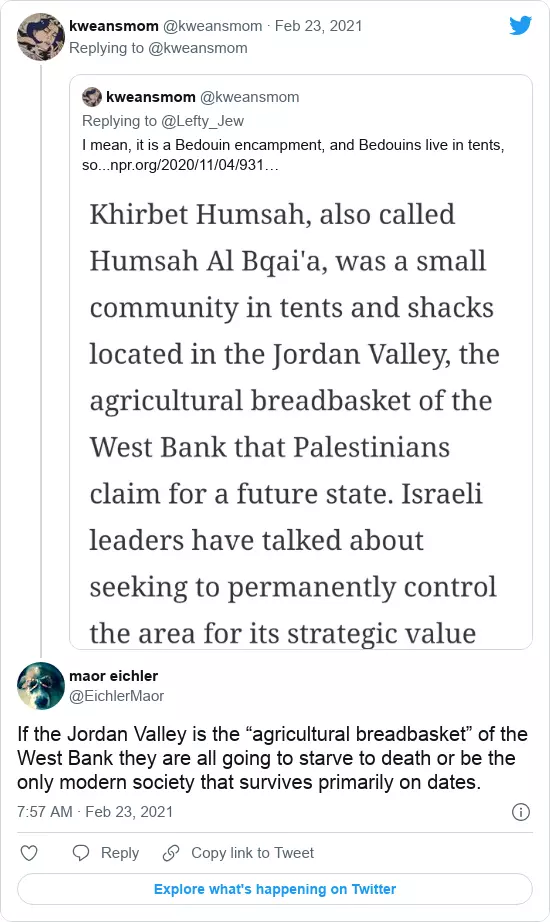 kweansmom @kweansmom · Feb 23, 2021
Replying to @kweansmom
kweansmom @kweansmom
Replying to @Lefty_Jew
I mean, it is a Bedouin encampment, and Bedouins live in tents,
so...npr.org/2020/11/04/931…
Khirbet Humsah, also called
Humsah Al Bqai'a, was a small
community in tents and shacks
located in the Jordan Valley, the
agricultural breadbasket of the
West Bank that Palestinians
claim for a future state. Israeli
leaders have talked about
seeking to permanently control
the area for its strategic value
maor eichler
@EichlerMaor
If the Jordan Valley is the “agricultural breadbasket” of the
West Bank they are all going to starve to death or be the
only modern society that survives primarily on dates.
7:57 AM · Feb 23, 2021
Reply Copy link to Tweet
Explore what's happening on Twitter